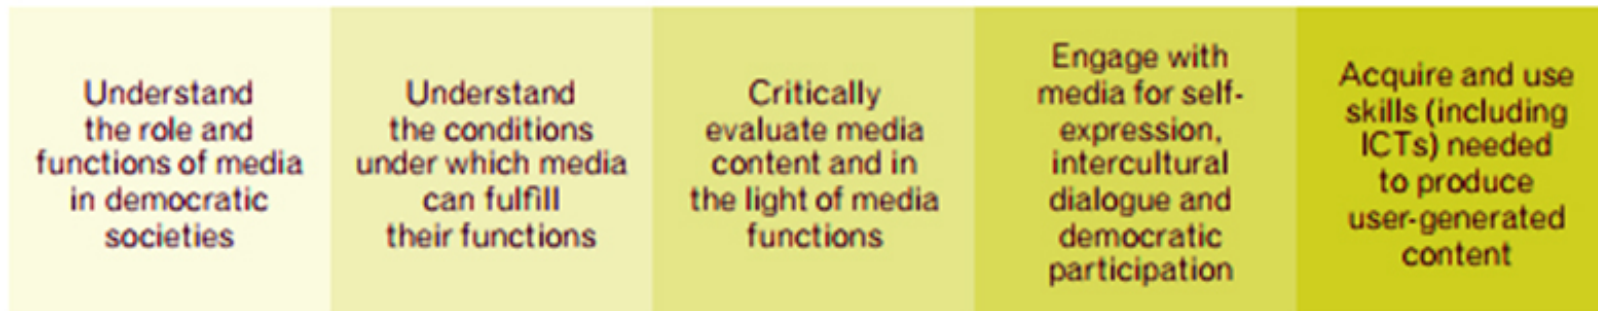 Understand
the role and
functions of media
in democratic
societies
Understand
the conditions
under which media
can fulfill
their functions
Critically
evaluate media
content and in
the light of media
functions
Engage with
media for self-
expression,
intercultural
dialogue and
democratic
participation
Acquire and use
skills (including
ICTs) needed
to produce
user-generated
content